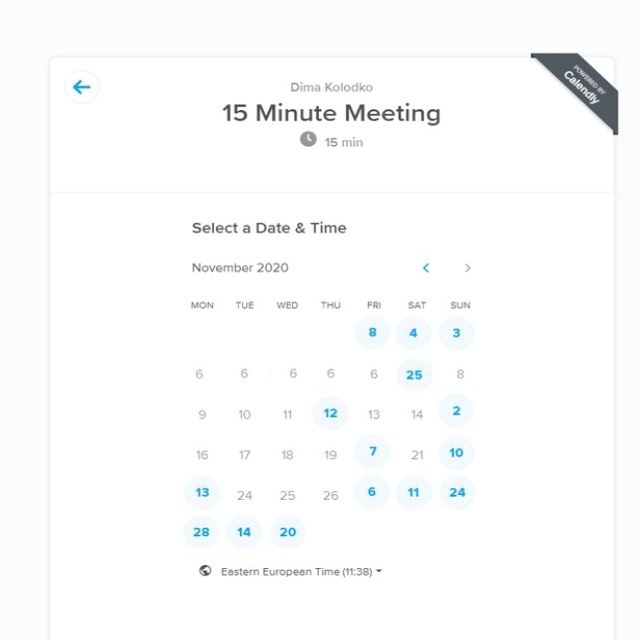 POWERED BY
Calendly
Dima Kolodko
15 Minute Meeting
15 min
Select a Date & Time
November 2020
MON TUE WED THU FRI SAT SUN
8 4 3
6 6 6 6 6 25 8
9 10 11 12 13 14 2
16 17 18 19 7 21 10
13 24 25 26 6 11 24
28 14 20
Eastern European Time (11:38)